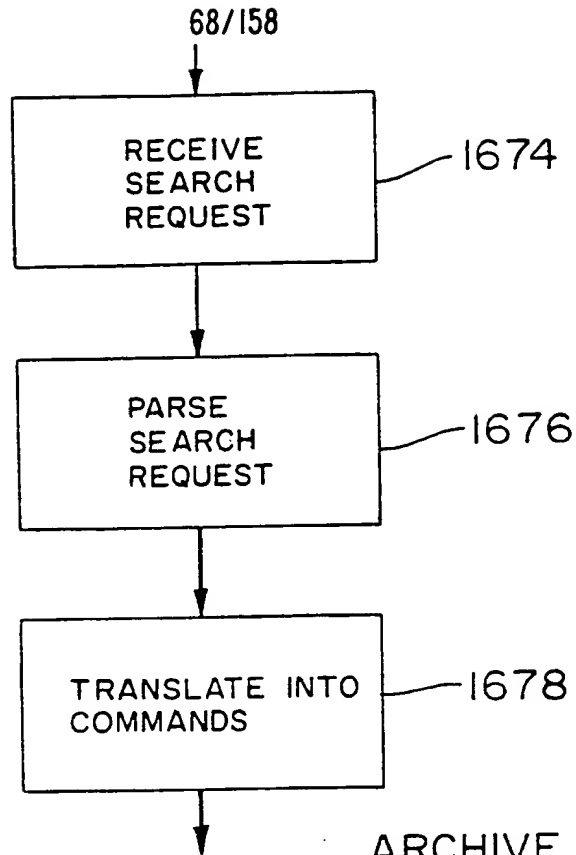 68/158
RECEIVE
SEARCH
REQUEST
1674
PARSE
SEARCH
REQUEST
1676
TRANSLATE INTO
COMMANDS
1678
ARCHIVE